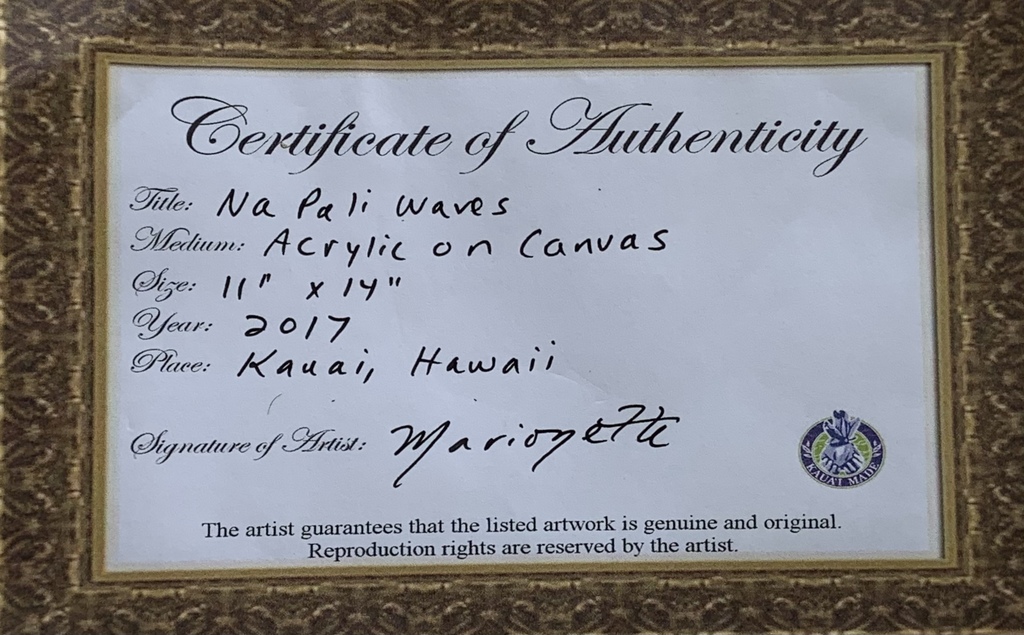 Certificate of Authenticity
Title: Na Pali Waves
Medium: Acrylic on Canvas
Size: 11" x 14"
Year: 2017
Place: Kauai, Hawaii
Signature of Artist: Marionette
KAUA'I MADE
The artist guarantees that the listed artwork is genuine and original.
Reproduction rights are reserved by the artist.